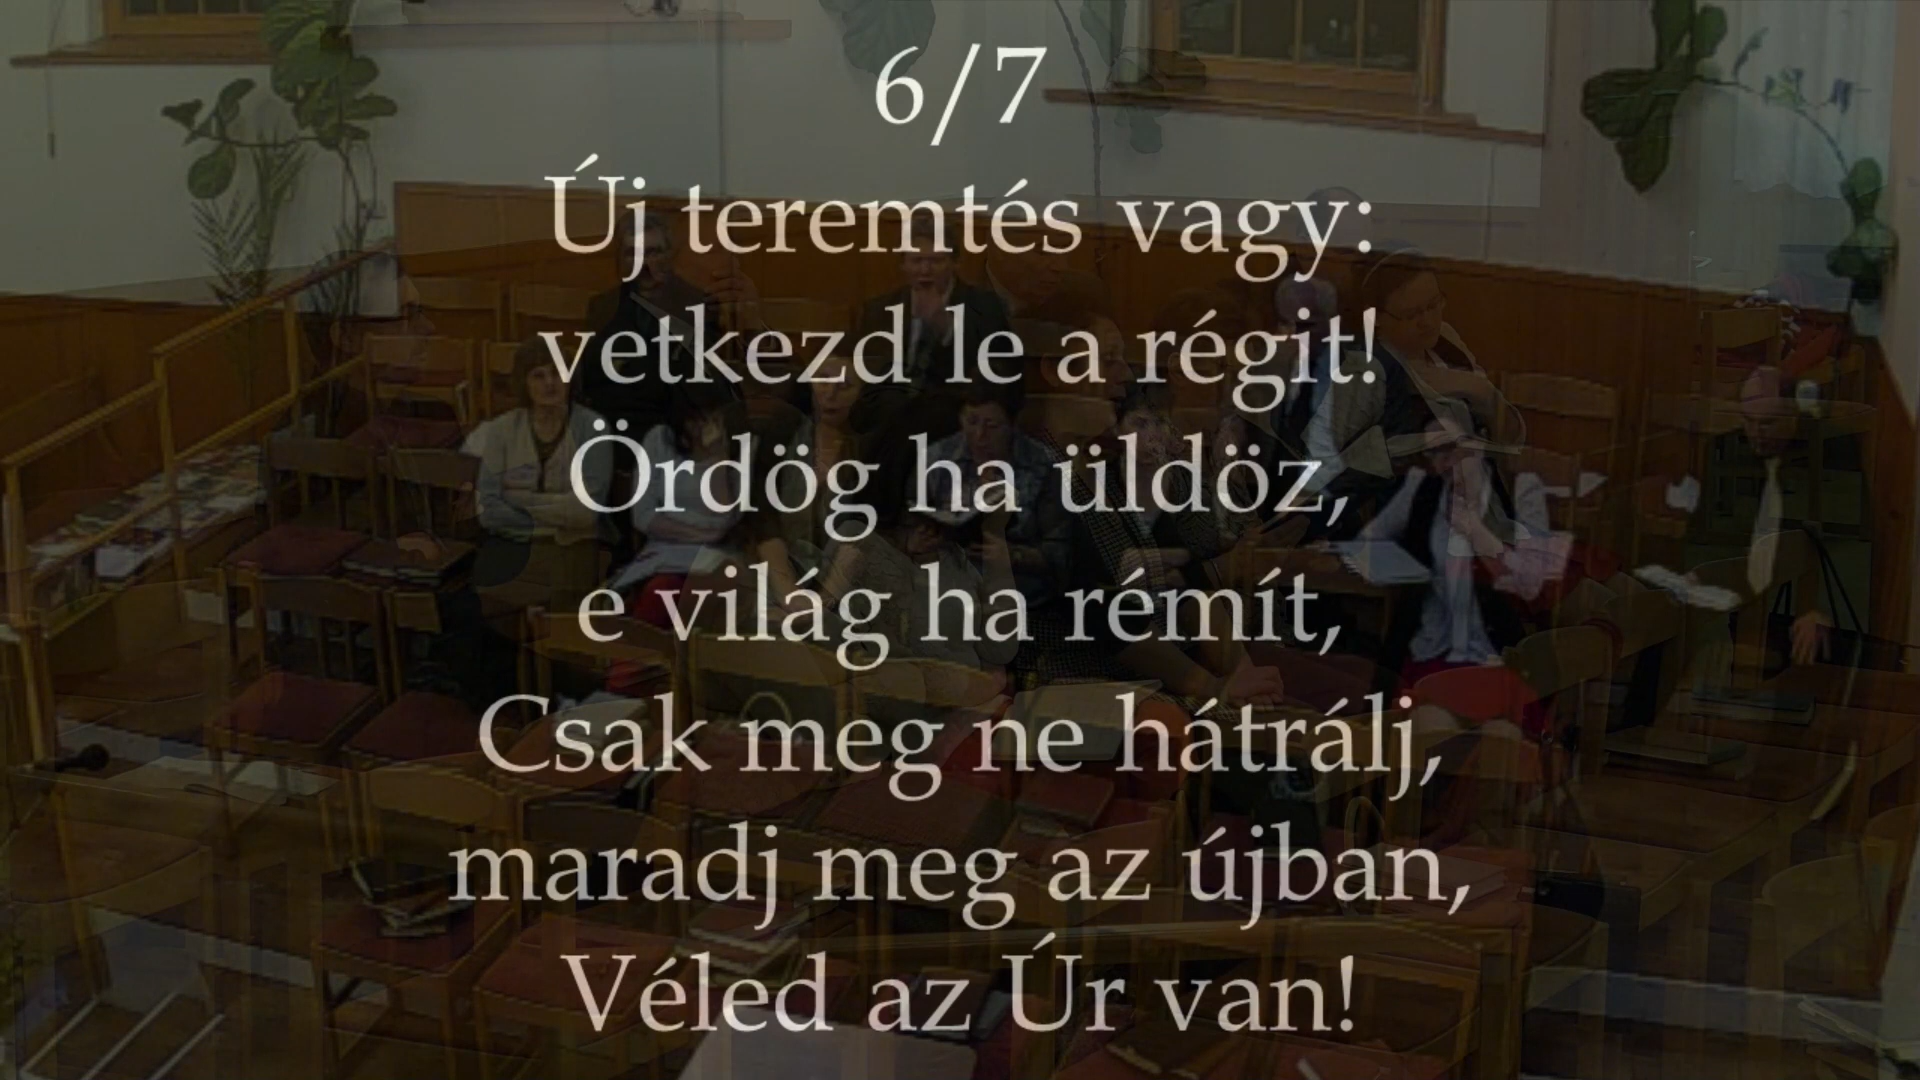 6/7
Új teremtés vagy:
vetkezd le a régit!
Ördög ha üldöz,
e világ ha rémít,
Csak meg ne hátrálj,
maradj meg az újban,
Véled az Úr van!